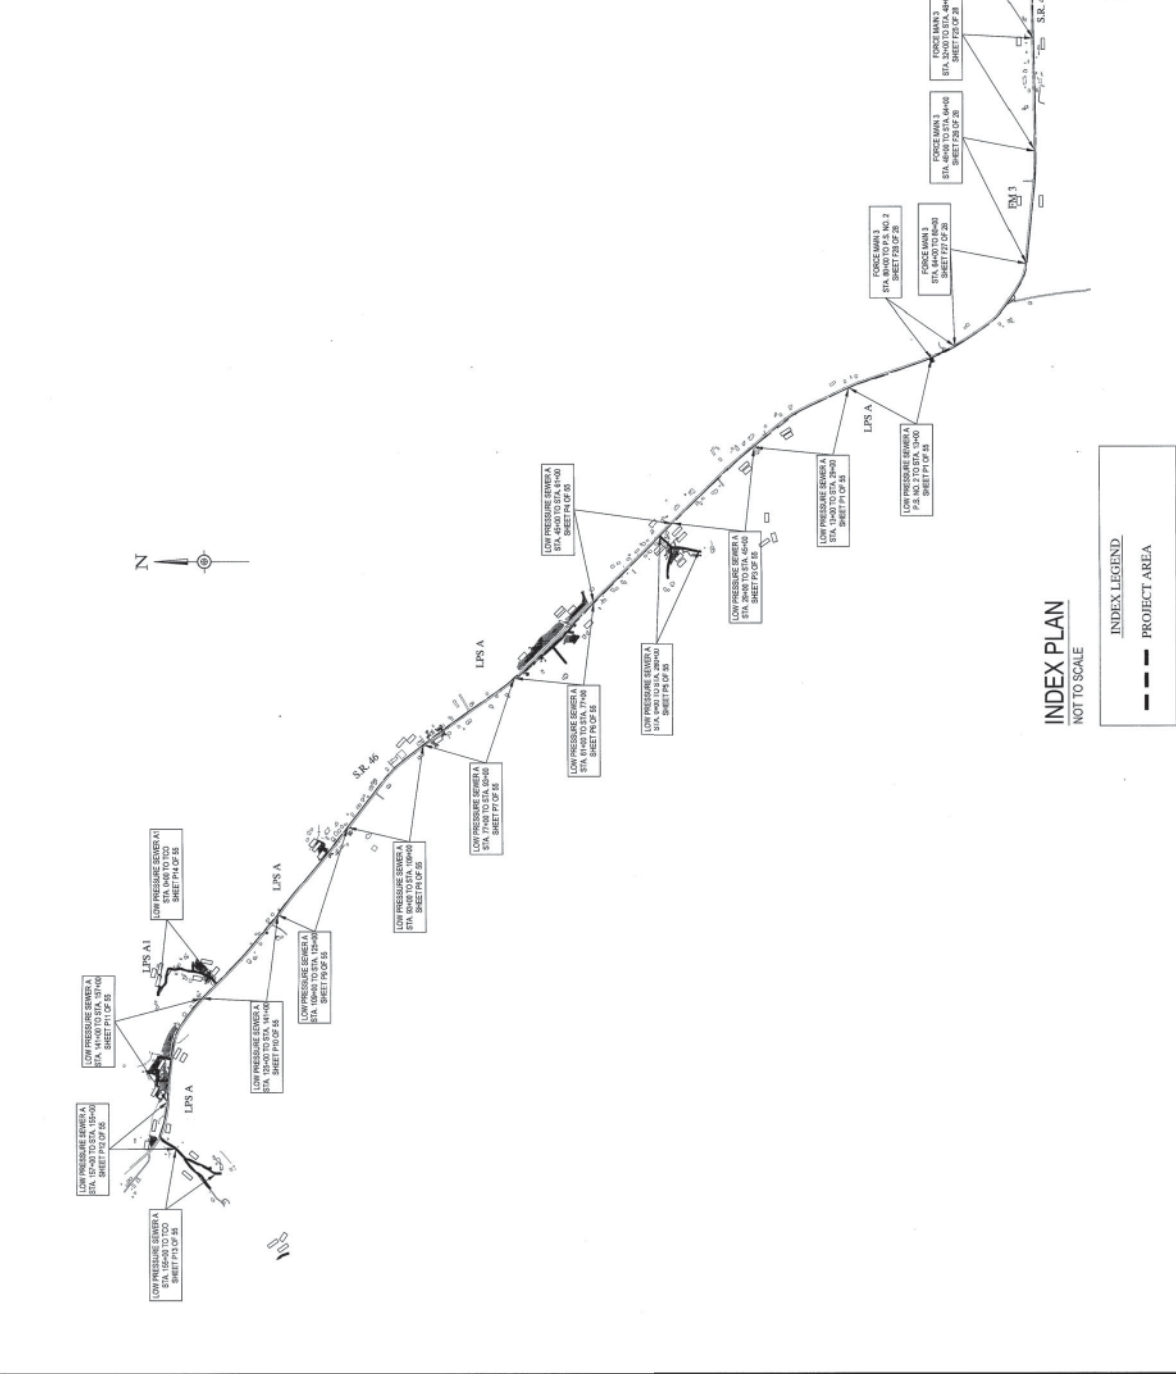 LOW PRESSURE SEWER A
STA. 157+00 TO STA. 155+00
SHEET P12 OF 55
LOW PRESSURE SEWER A
STA. 155+00 TO TCO
SHEET P13 OF 55
LPS A
LOW PRESSURE SEWER A
STA. 141+00 TO STA. 157+00
SHEET P11 OF 55
LPS A1
LOW PRESSURE SEWER A1
STA. 0+00 TO TCO
SHEET P14 OF 55
LOW PRESSURE SEWER A
STA. 125+00 TO STA. 141+00
SHEET P10 OF 55
LOW PRESSURE SEWER A
STA. 109+00 TO STA. 125+00
SHEET P9 OF 55
LPS A
N
S.R. 46
LOW PRESSURE SEWER A
STA. 93+00 TO STA. 109+00
SHEET P8 OF 55
LOW PRESSURE SEWER A
STA. 77+00 TO STA. 93+00
SHEET P7 OF 55
LPS A
LOW PRESSURE SEWER A
STA. 61+00 TO STA. 77+00
SHEET P6 OF 55
LOW PRESSURE SEWER A
STA. 45+00 TO STA. 61+00
SHEET P4 OF 55
LOW PRESSURE SEWER A
SHEET P5 OF 55
LOW PRESSURE SEWER A
STA. 29+00 TO STA. 45+00
SHEET P3 OF 55
LOW PRESSURE SEWER A
STA. 13+00 TO STA. 29+00
SHEET P1 OF 55
LPS A
LOW PRESSURE SEWER A
P.S. NO. 2 TO STA. 13+00
SHEET P1 OF 55
FORCE MAIN 3
STA. 80+00 TO P.S. NO. 2
SHEET F28 OF 28
FORCE MAIN 3
STA. 64+00 TO 80+00
SHEET F27 OF 28
FM 3
FORCE MAIN 3
STA. 48+00 TO STA. 64+00
SHEET F26 OF 28
FORCE MAIN 3
STA. 32+00 TO STA. 48+
SHEET F25 OF 28
S.R.
INDEX PLAN
NOT TO SCALE
INDEX LEGEND
PROJECT AREA